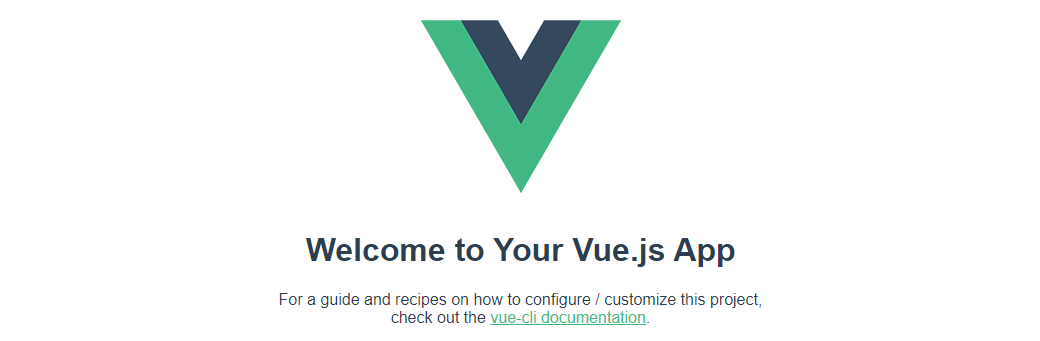 Welcome to Your Vue.js App
For a guide and recipes on how to configure / customize this project,
check out the vue-cli documentation.